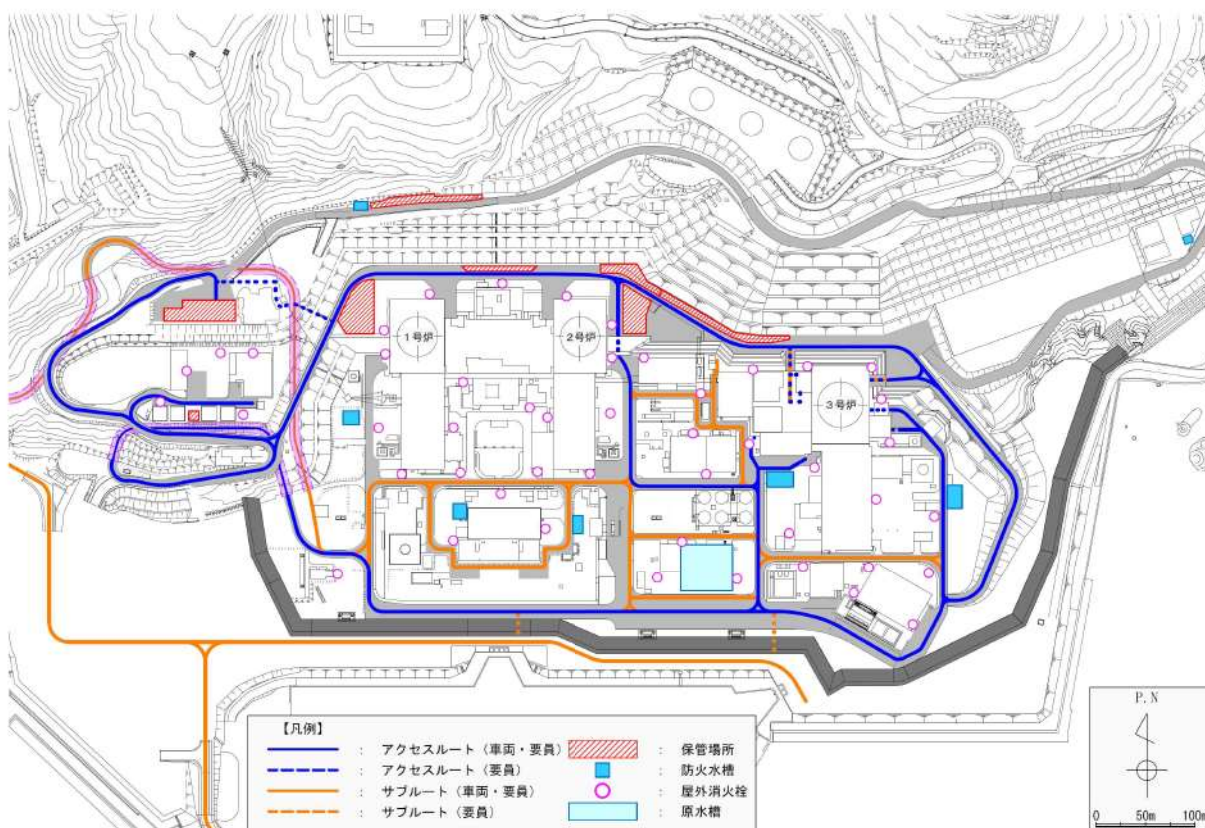 1号炉
2号炉
3号炉
【凡例】
: アクセスルート(車両・要員)
: アクセスルート(要員)
: サブルート(車両・要員)
: サブルート(要員)
: 保管場所
: 防火水槽
: 屋外消火栓
: 原水槽
P.N
0 50m 100m